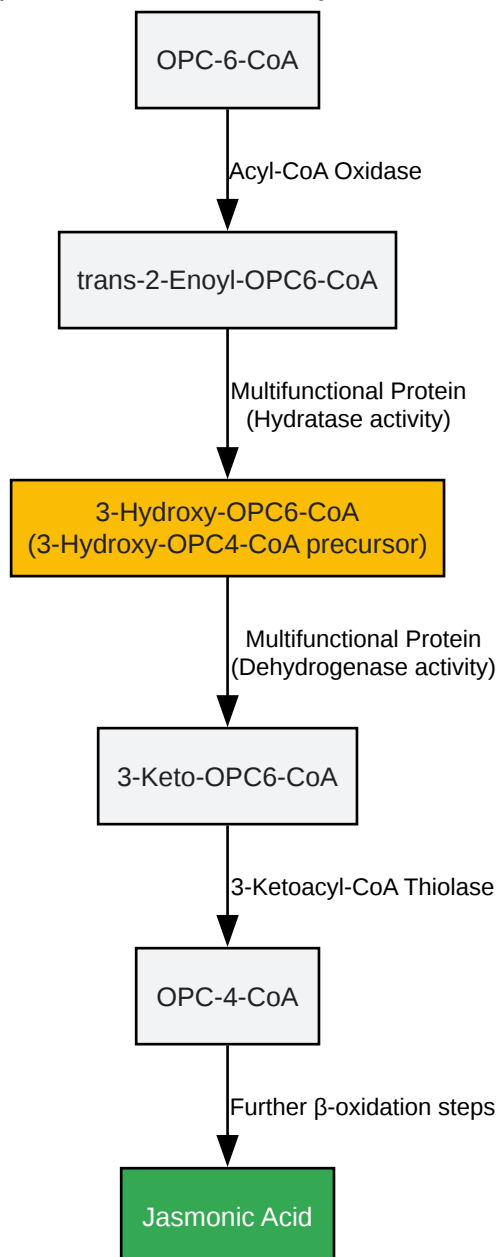 OPC-6-CoA
Acyl-CoA Oxidase
trans-2-Enoyl-OPC6-CoA
Multifunctional Protein
(Hydratase activity)
3-Hydroxy-OPC6-CoA
(3-Hydroxy-OPC4-CoA precursor)
Multifunctional Protein
(Dehydrogenase activity)
3-Keto-OPC6-CoA
3-Ketoacyl-CoA Thiolase
OPC-4-CoA
Further β-oxidation steps
Jasmonic Acid